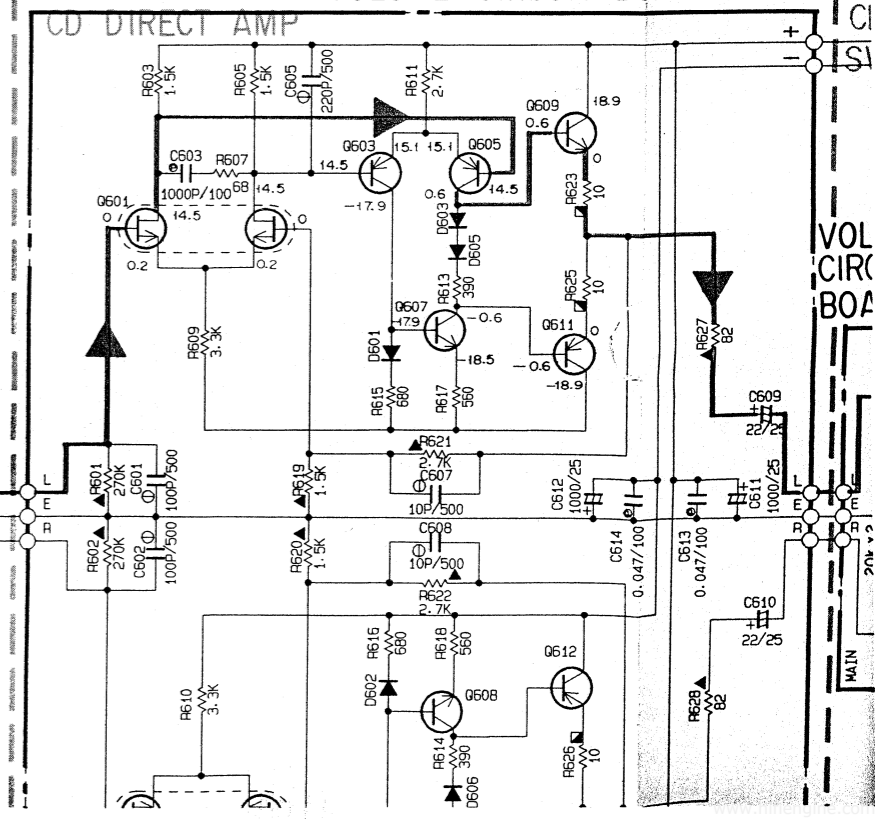 CD DIRECT AMP
+
−
R603
1.5K
R605
1.5K
C605
220P/500
R611
2.7K
Q609
18.9
0.6
Q603
15.1
15.1
Q605
0
C603
R607
14.5
14.5
R623
10
1000P/100
68
14.5
Q601
0
14.5
-17.9
0.6
D603
0
0.2
0.2
D605
R613
390
R625
10
R609
3.3K
Q607
-17.9
-0.6
Q611
0
D601
-18.5
-0.6
-18.9
R627
82
R615
680
R617
560
C609
22/25
VOL
CIRC
BOA
R621
2.7K
R601
270K
C601
100P/500
R619
1.5K
C607
10P/500
C612
1000/25
C611
1000/25
L
E
R
L
E
R
L
E
R
R602
270K
C602
100P/500
R620
1.5K
C608
10P/500
C614
0.047/100
C613
0.047/100
R622
2.7K
C610
22/25
R616
680
R618
560
Q612
D602
Q608
R610
3.3K
R614
390
R626
10
R628
82
D606
MAIN
www.hifiengine.com